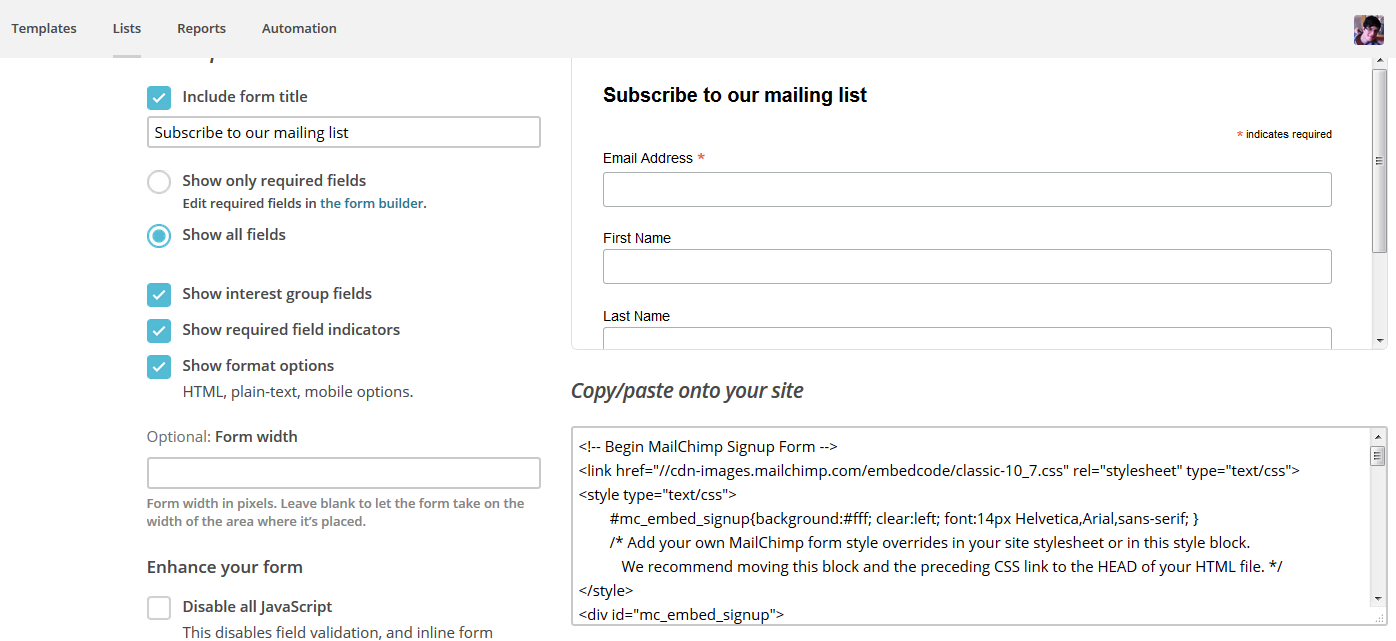 Templates Lists Reports Automation
Include form title
Subscribe to our mailing list
Show only required fields
Edit required fields in the form builder.
Show all fields
Show interest group fields
Show required field indicators
Show format options
HTML, plain-text, mobile options.
Optional: Form width
Form width in pixels. Leave blank to let the form take on the
width of the area where it's placed.
Enhance your form
Disable all JavaScript
This disables field validation, and inline form
Subscribe to our mailing list
* indicates required
Email Address *
First Name
Last Name
Copy/paste onto your site
<!-- Begin MailChimp Signup Form -->
<link href="//cdn-images.mailchimp.com/embedcode/classic-10_7.css" rel="stylesheet" type="text/css">
<style type="text/css">
#mc_embed_signup{background:#fff; clear:left; font:14px Helvetica,Arial,sans-serif; }
/* Add your own MailChimp form style overrides in your site stylesheet or in this style block.
We recommend moving this block and the preceding CSS link to the HEAD of your HTML file. */
</style>
<div id="mc_embed_signup">